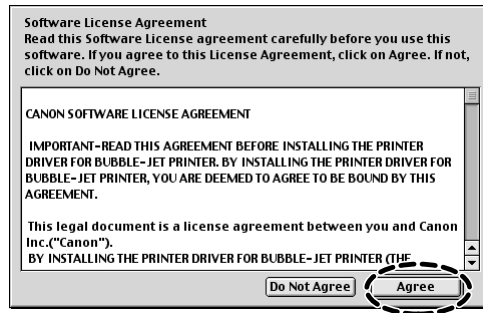 Software License Agreement
Read this Software License agreement carefully before you use this
software. If you agree to this License Agreement, click on Agree. If not,
click on Do Not Agree.
CANON SOFTWARE LICENSE AGREEMENT
IMPORTANT-READ THIS AGREEMENT BEFORE INSTALLING THE PRINTER
DRIVER FOR BUBBLE-JET PRINTER. BY INSTALLING THE PRINTER DRIVER FOR
BUBBLE-JET PRINTER, YOU ARE DEEMED TO AGREE TO BE BOUND BY THIS
AGREEMENT.
This legal document is a license agreement between you and Canon
Inc.("Canon").
BY INSTALLING THE PRINTER DRIVER FOR BUBBLE-JET PRINTER (THE
Do Not Agree Agree